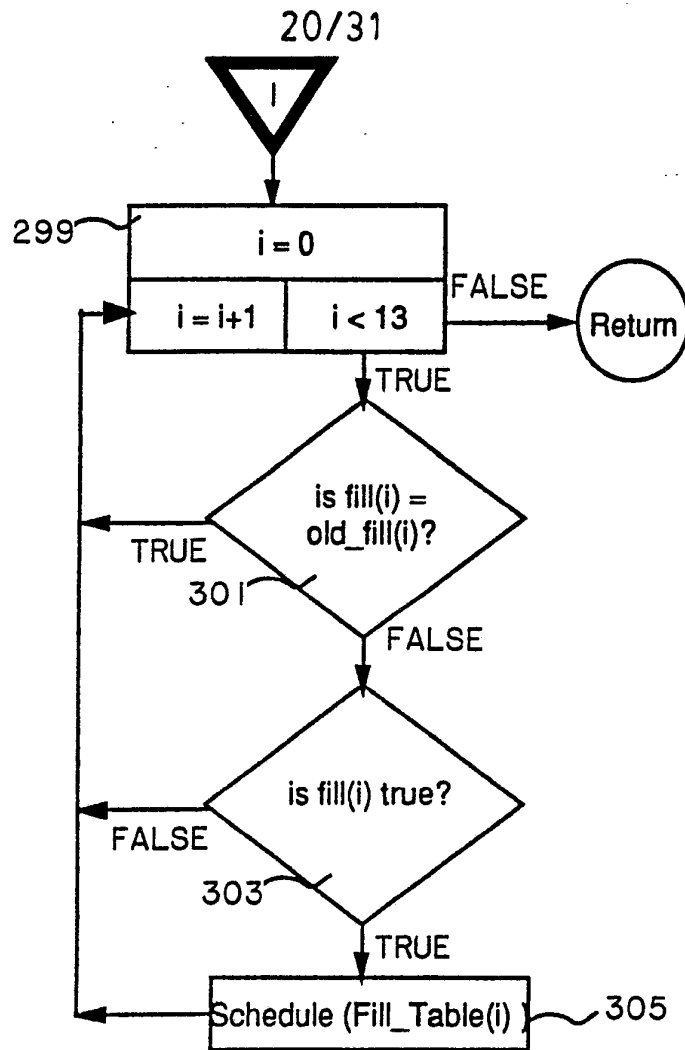 20/31
I
299
i = 0
i = i+1
i < 13
FALSE
Return
TRUE
is fill(i) =
old_fill(i)?
TRUE
301
FALSE
is fill(i) true?
FALSE
303
TRUE
Schedule (Fill_Table(i) )
305